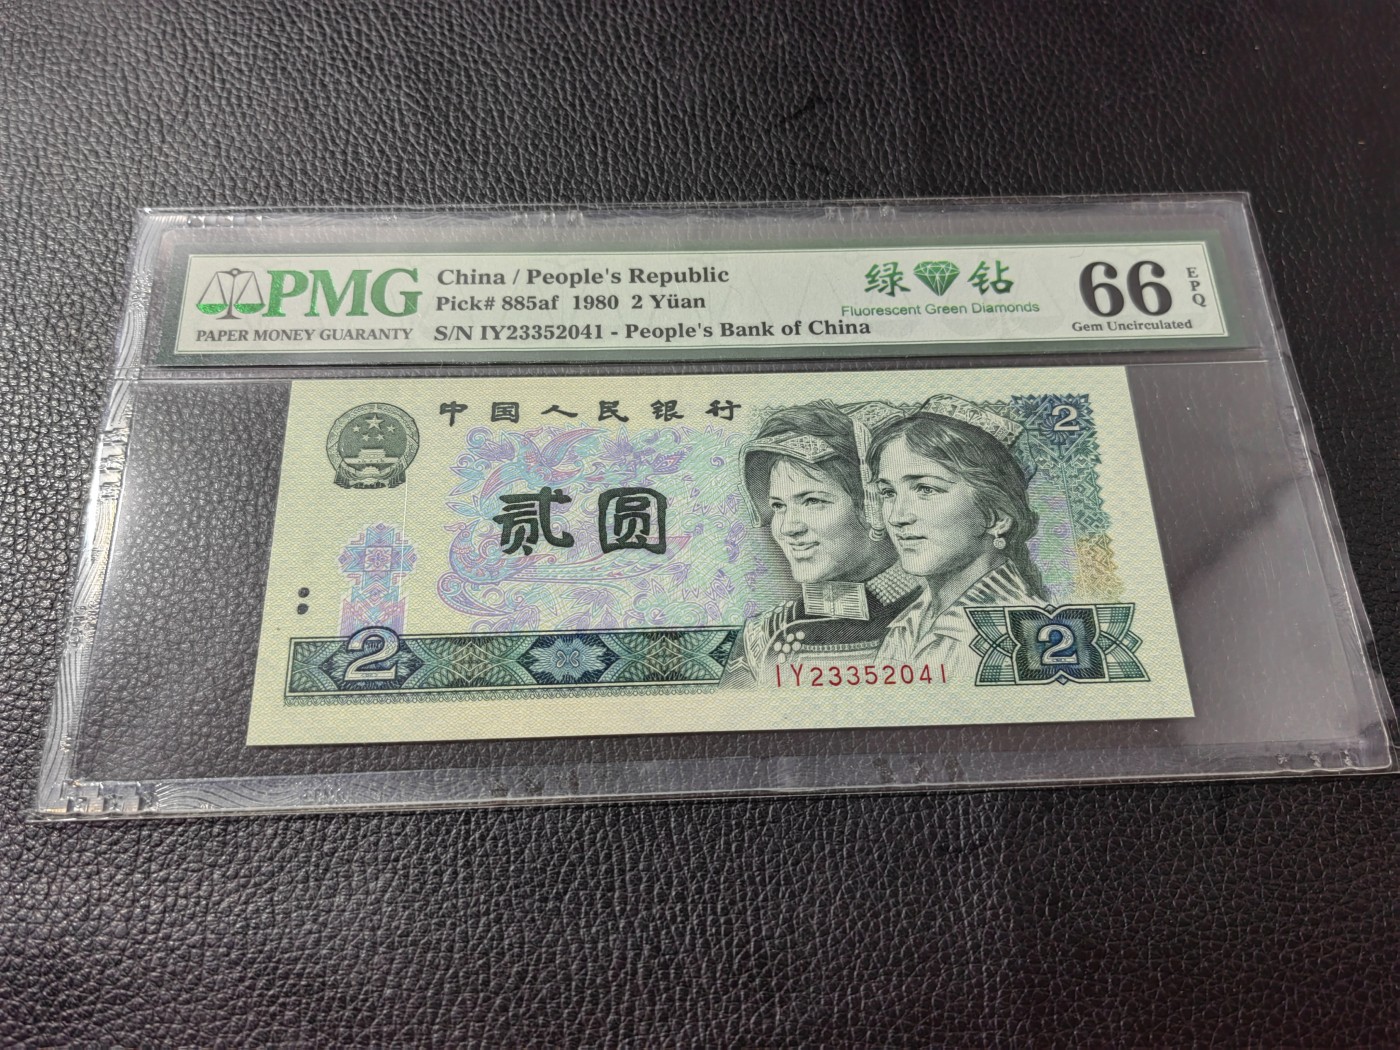 PMG
PAPER MONEY GUARANTY
China / People's Republic
Pick# 885af 1980 2 Yüan
S/N IY23352041 - People's Bank of China
绿 钻
Fluorescent Green Diamonds
66 EPQ
Gem Uncirculated
中国人民银行
2
贰圆
2
IY23352041
2